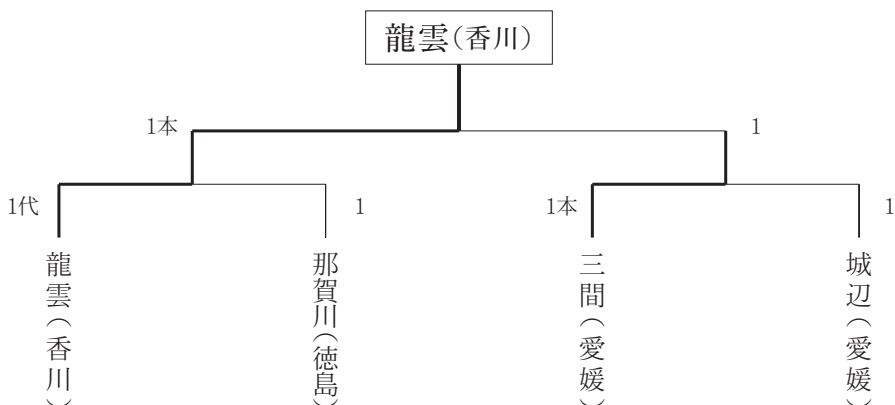 龍雲(香川)
1本
1
1代
1
1本
1
龍雲(香川)
那賀川(徳島)
三間(愛媛)
城辺(愛媛)